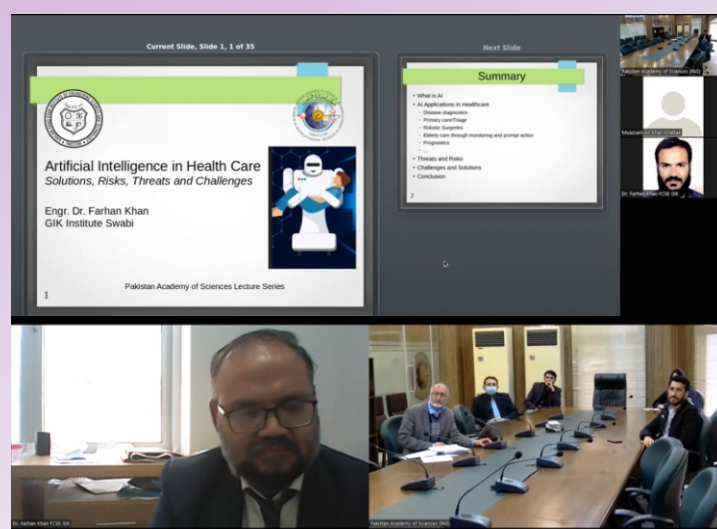 Current Slide, Slide 1, 1 of 35
Next Slide
Artificial Intelligence in Health Care
Solutions, Risks, Threats and Challenges
Engr. Dr. Farhan Khan
GIK Institute Swabi
Pakistan Academy of Sciences Lecture Series
1
Summary
• What is AI
• AI Applications in Healthcare
- Disease diagnostics
- Primary care/Triage
- Robotic Surgeries
- Elderly care through monitoring and prompt action
- Prognostics
- ...
• Threats and Risks
• Challenges and Solutions
• Conclusion
2
Pakistan Academy of Sciences (PAS)
Dr. Farhan Khan FCSE GIK
Dr. Farhan Khan FCSE GIK
Pakistan Academy of Sciences (PAS)